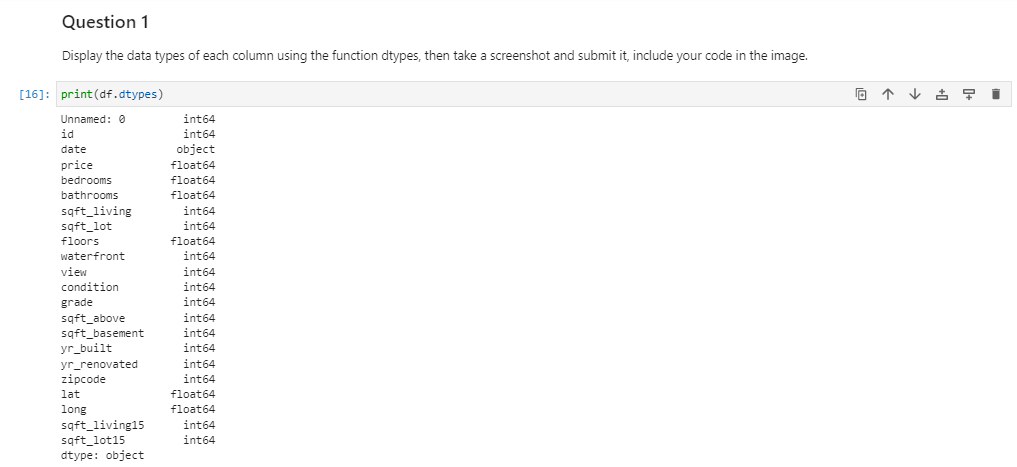 Question 1
Display the data types of each column using the function dtypes, then take a screenshot and submit it, include your code in the image.
[16]: print(df.dtypes)
Unnamed: 0 int64
id int64
date object
price float64
bedrooms float64
bathrooms float64
sqft_living int64
sqft_lot int64
floors float64
waterfront int64
view int64
condition int64
grade int64
sqft_above int64
sqft_basement int64
yr_built int64
yr_renovated int64
zipcode int64
lat float64
long float64
sqft_living15 int64
sqft_lot15 int64
dtype: object